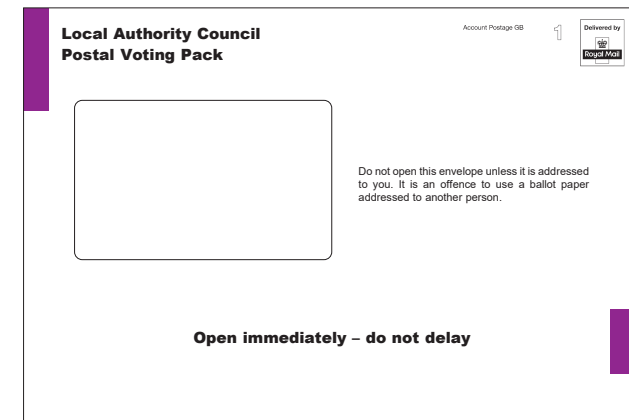 Local Authority Council
Postal Voting Pack
Account Postage GB
1
Delivered by
Royal Mail
Do not open this envelope unless it is addressed
to you. It is an offence to use a ballot paper
addressed to another person.
Open immediately – do not delay